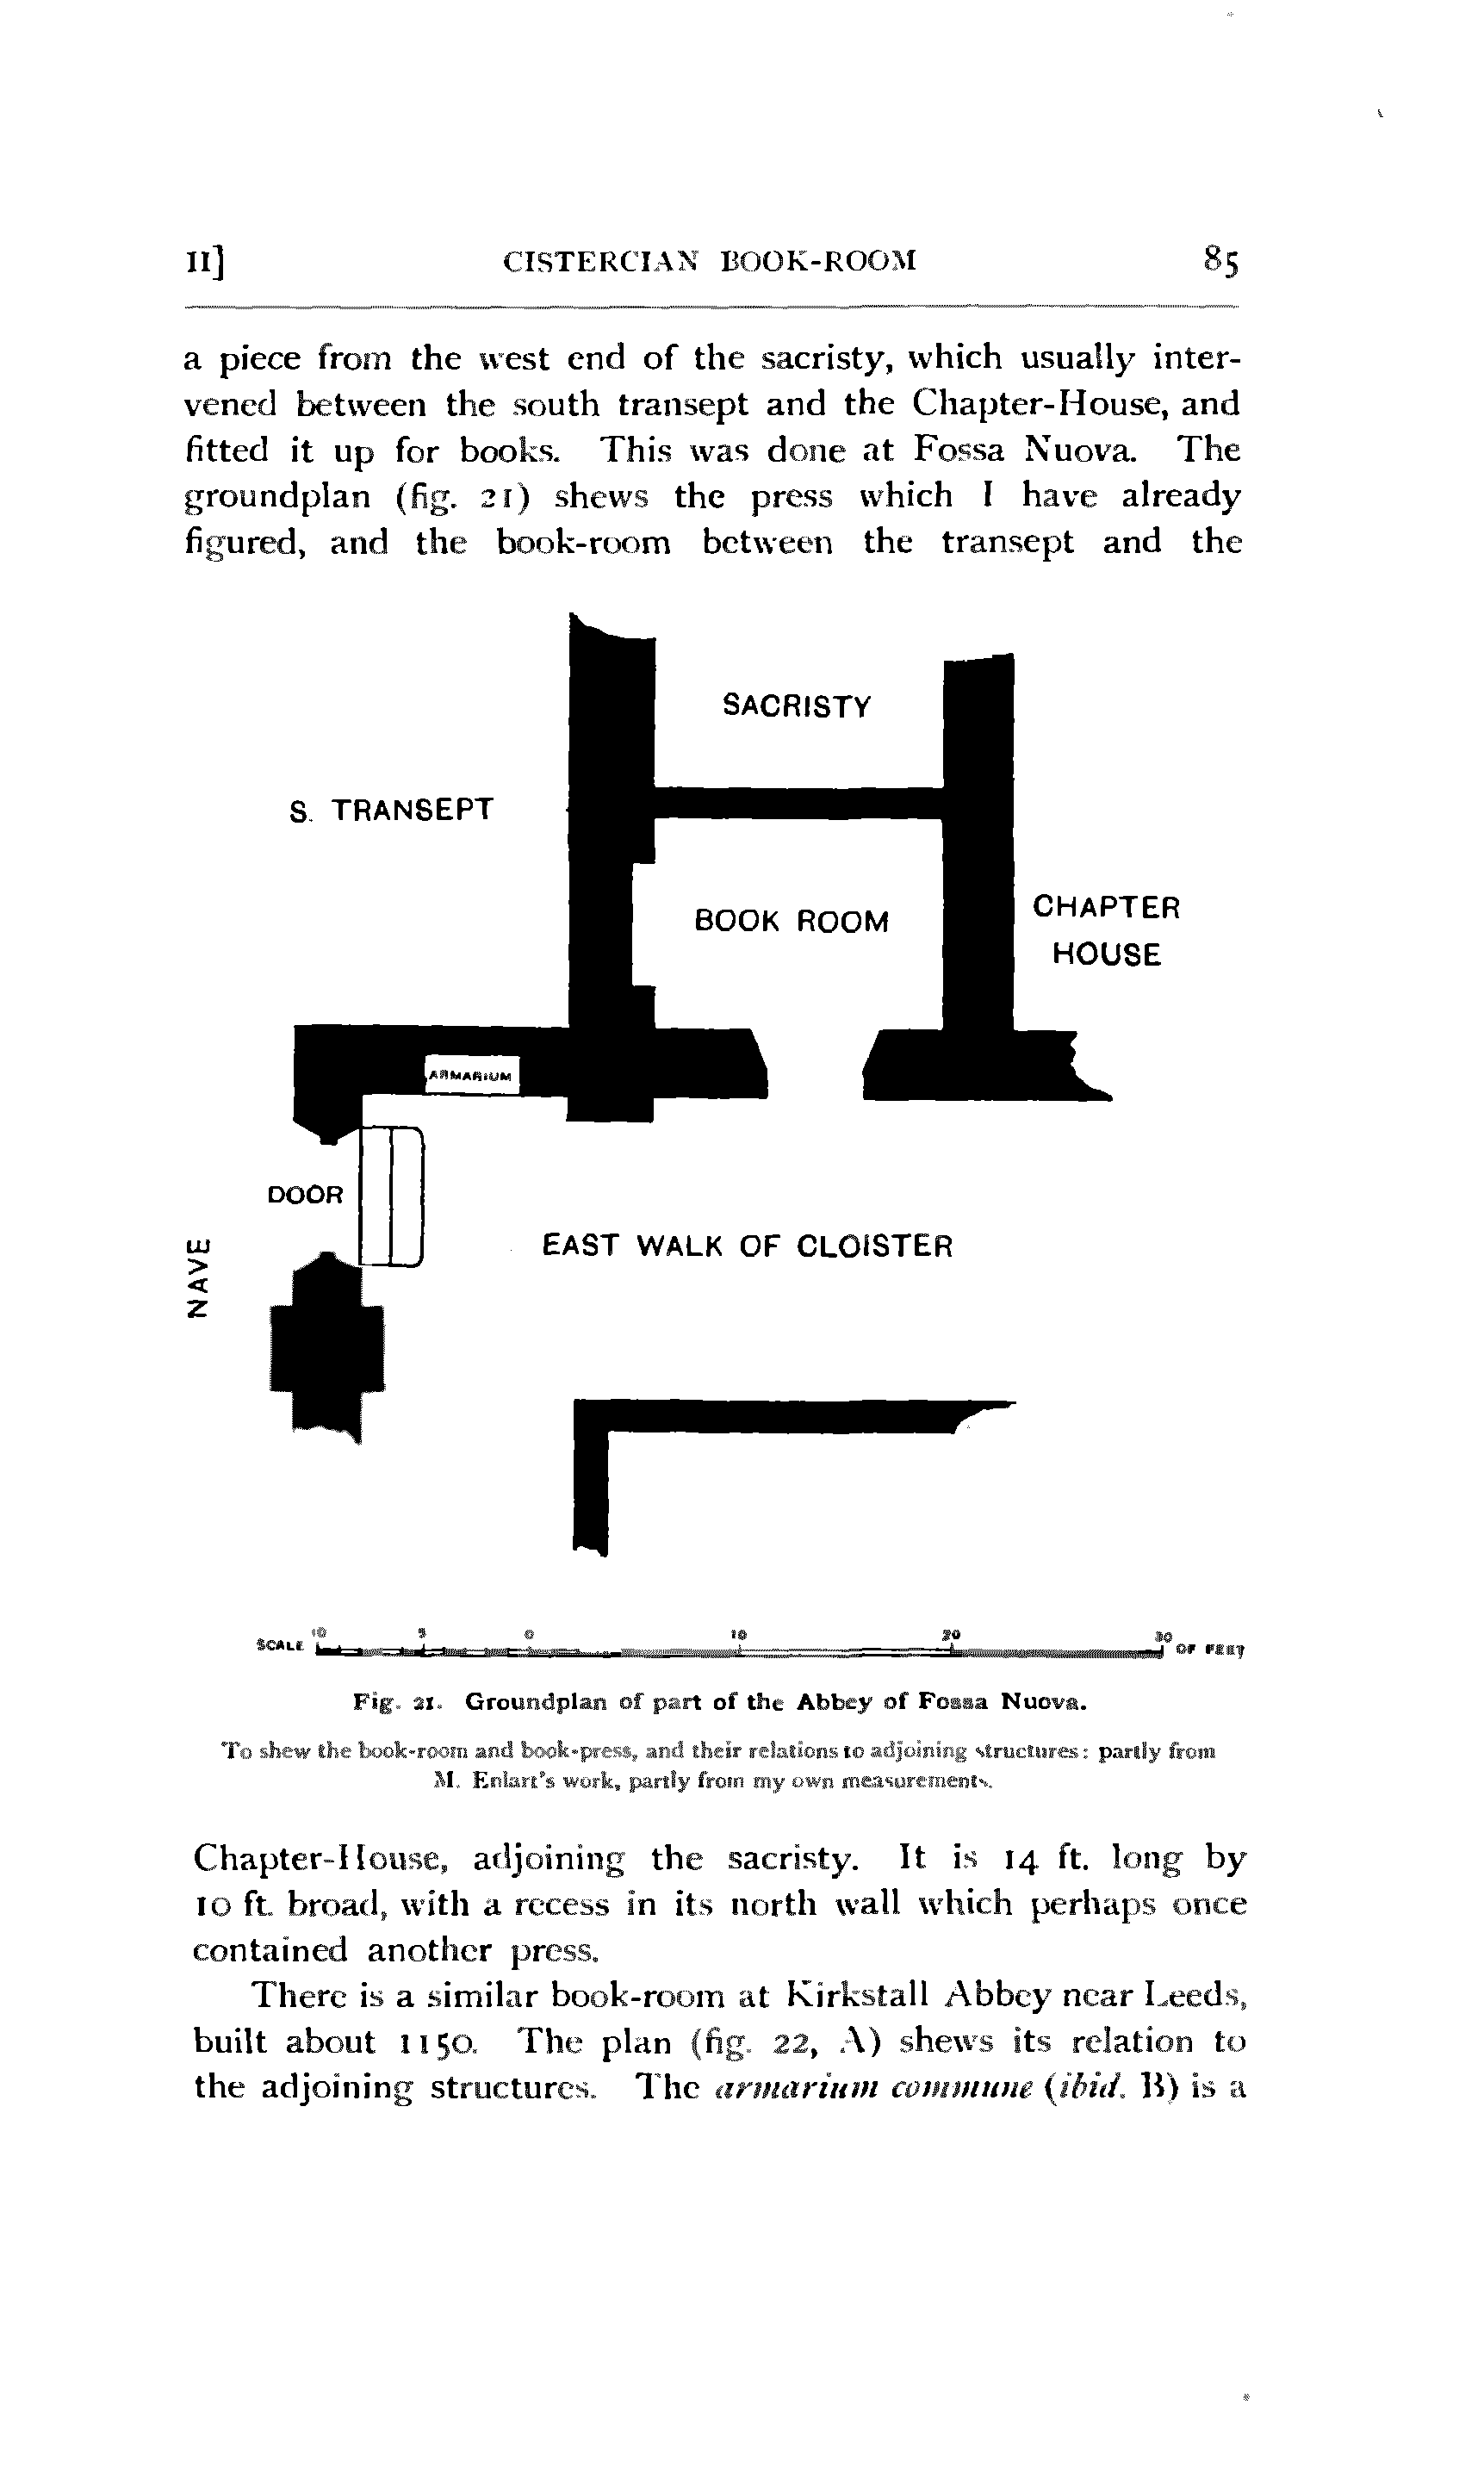 II] CISTERCIAN BOOK-ROOM 85
a piece from the west end of the sacristy, which usually inter-
vened between the south transept and the Chapter-House, and
fitted it up for books. This was done at Fossa Nuova. The
groundplan (fig. 21) shews the press which I have already
figured, and the book-room between the transept and the
SACRISTY
S. TRANSEPT
BOOK ROOM
CHAPTER
HOUSE
ARMARIUM
DOOR
NAVE
EAST WALK OF CLOISTER
SCALE 10 5 0 10 20 30 OF FEET
Fig. 21. Groundplan of part of the Abbey of Fossa Nuova.
To shew the book-room and book-press, and their relations to adjoining structures: partly from
M. Enlart's work, partly from my own measurements.
Chapter-House, adjoining the sacristy. It is 14 ft. long by
10 ft. broad, with a recess in its north wall which perhaps once
contained another press.
There is a similar book-room at Kirkstall Abbey near Leeds,
built about 1150. The plan (fig. 22, A) shews its relation to
the adjoining structures. The armarium commune (ibid. B) is a